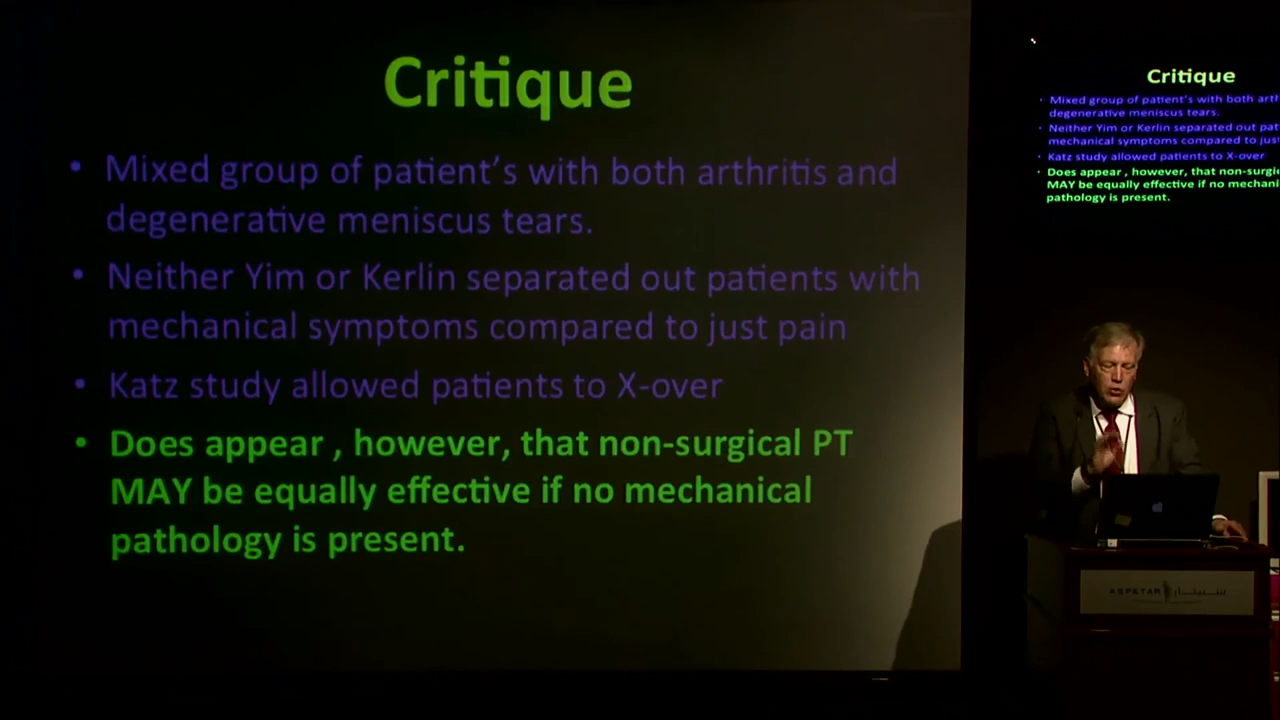 Critique
• Mixed group of patient's with both arthritis and
degenerative meniscus tears.
• Neither Yim or Kerlin separated out patients with
mechanical symptoms compared to just pain
• Katz study allowed patients to X-over
• Does appear , however, that non-surgical PT
MAY be equally effective if no mechanical
pathology is present.
Critique
• Mixed group of patient's with both arth
degenerative meniscus tears.
• Neither Yim or Kerlin separated out pat
mechanical symptoms compared to just
• Katz study allowed patients to X-over
• Does appear , however, that non-surgi
MAY be equally effective if no mechani
pathology is present.
ASPETAR سبيتار